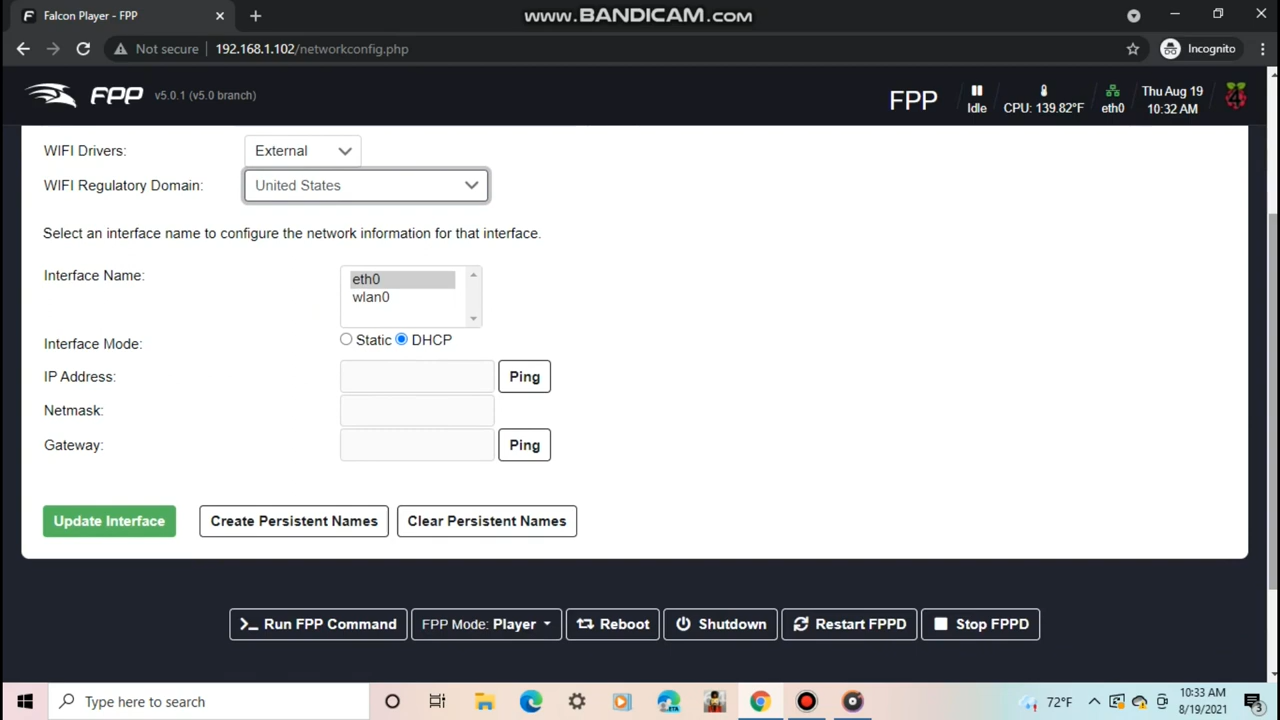 Falcon Player - FPP
www.BANDICAM.com
Not secure
192.168.1.102/networkconfig.php
Incognito
FPP v5.0.1 (v5.0 branch)
FPP
Idle
CPU: 139.82°F
eth0
Thu Aug 19
10:32 AM
WIFI Drivers: External
WIFI Regulatory Domain: United States
Select an interface name to configure the network information for that interface.
Interface Name: eth0
wlan0
Interface Mode: Static DHCP
IP Address: Ping
Netmask:
Gateway: Ping
Update Interface Create Persistent Names Clear Persistent Names
Run FPP Command FPP Mode: Player Reboot Shutdown Restart FPPD Stop FPPD
Type here to search
72°F
10:33 AM
8/19/2021
3